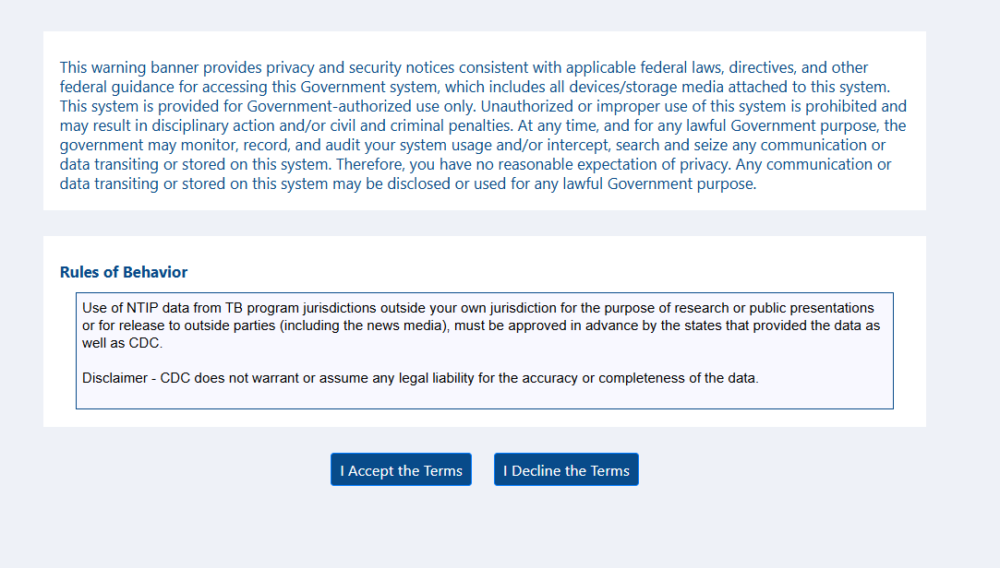 This warning banner provides privacy and security notices consistent with applicable federal laws, directives, and other
federal guidance for accessing this Government system, which includes all devices/storage media attached to this system.
This system is provided for Government-authorized use only. Unauthorized or improper use of this system is prohibited and
may result in disciplinary action and/or civil and criminal penalties. At any time, and for any lawful Government purpose, the
government may monitor, record, and audit your system usage and/or intercept, search and seize any communication or
data transiting or stored on this system. Therefore, you have no reasonable expectation of privacy. Any communication or
data transiting or stored on this system may be disclosed or used for any lawful Government purpose.
Rules of Behavior
Use of NTIP data from TB program jurisdictions outside your own jurisdiction for the purpose of research or public presentations
or for release to outside parties (including the news media), must be approved in advance by the states that provided the data as
well as CDC.
Disclaimer - CDC does not warrant or assume any legal liability for the accuracy or completeness of the data.
I Accept the Terms
I Decline the Terms